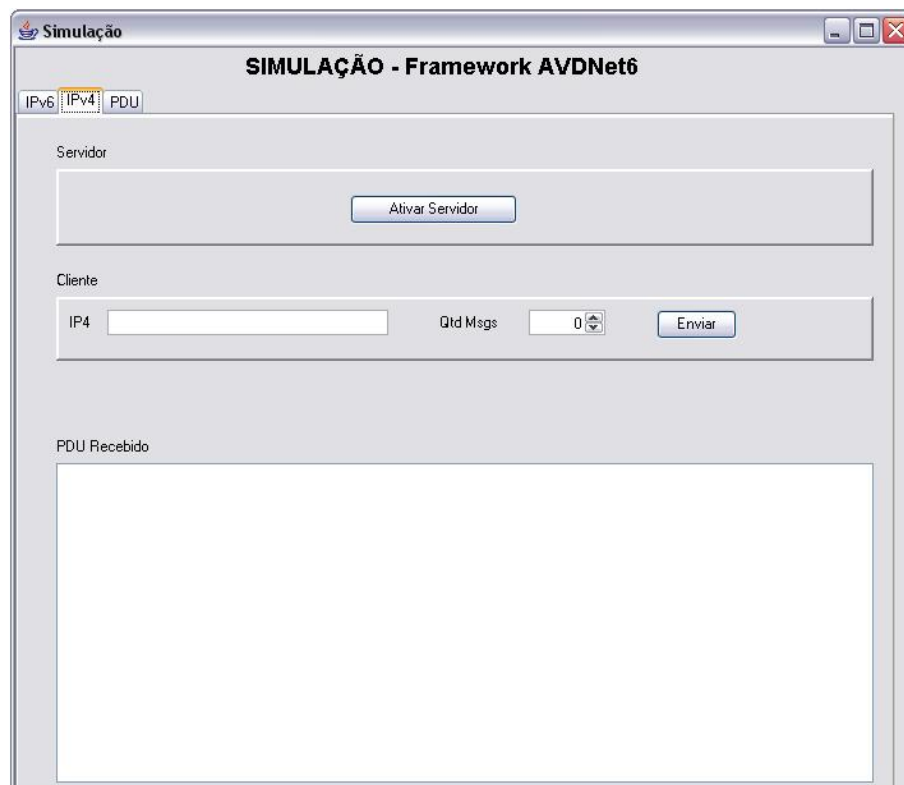 Simulação
SIMULAÇÃO - Framework AVDNet6
IPv6 IPv4 PDU
Servidor
Ativar Servidor
Cliente
IP4 Qtd Msgs 0 Enviar
PDU Recebido